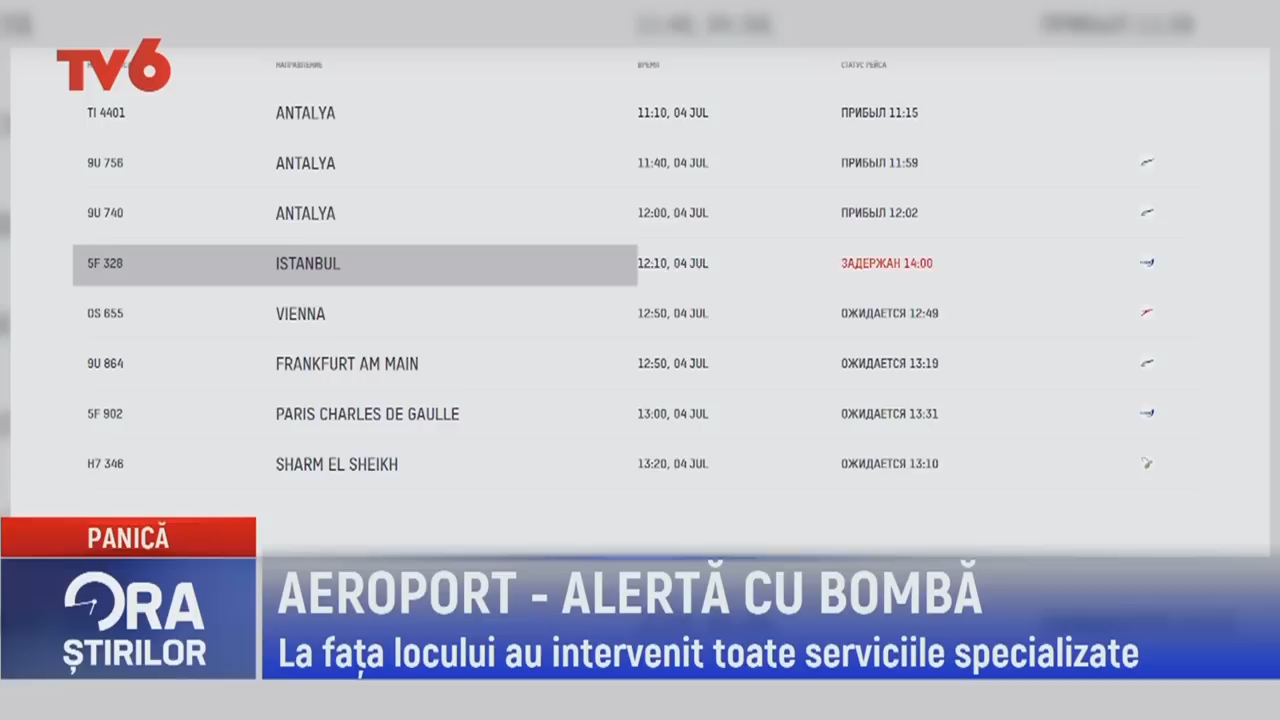 TV6
НАПРАВЛЕНИЕ ВРЕМЯ СТАТУС РЕЙСА
TI 4401 ANTALYA 11:10, 04 JUL ПРИБЫЛ 11:15
9U 756 ANTALYA 11:40, 04 JUL ПРИБЫЛ 11:59
9U 740 ANTALYA 12:00, 04 JUL ПРИБЫЛ 12:02
5F 328 ISTANBUL 12:10, 04 JUL ЗАДЕРЖАН 14:00
OS 655 VIENNA 12:50, 04 JUL ОЖИДАЕТСЯ 12:49
9U 864 FRANKFURT AM MAIN 12:50, 04 JUL ОЖИДАЕТСЯ 13:19
5F 902 PARIS CHARLES DE GAULLE 13:00, 04 JUL ОЖИДАЕТСЯ 13:31
H7 346 SHARM EL SHEIKH 13:20, 04 JUL ОЖИДАЕТСЯ 13:10
PANICĂ
ORA
ȘTIRILOR
AEROPORT - ALERTĂ CU BOMBĂ
La fața locului au intervenit toate serviciile specializate